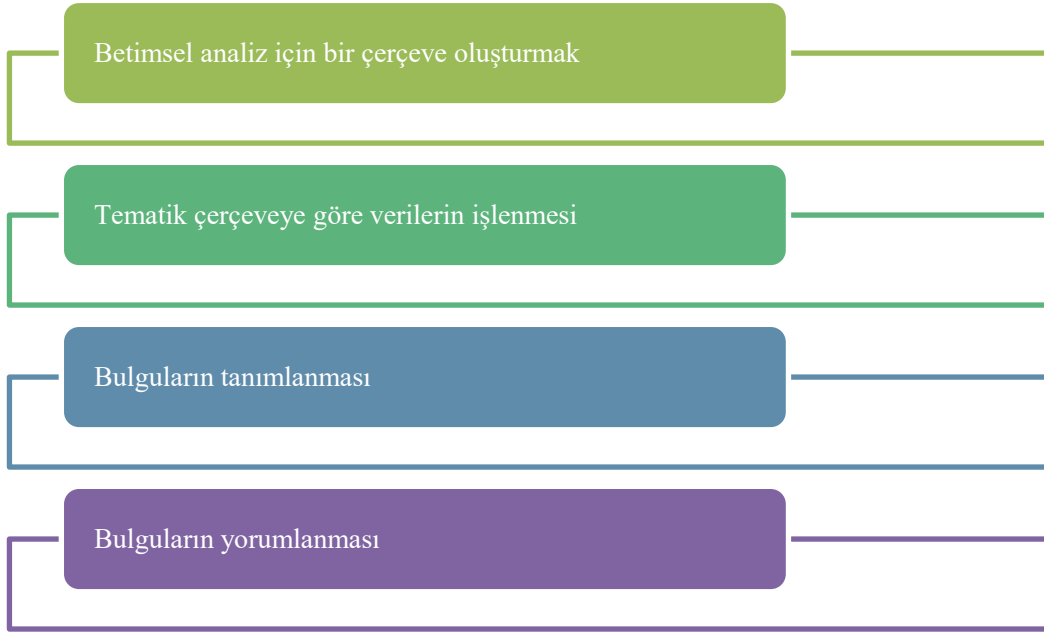 Betimsel analiz için bir çerçeve oluşturmak
Tematik çerçeveye göre verilerin işlenmesi
Bulguların tanımlanması
Bulguların yorumlanması